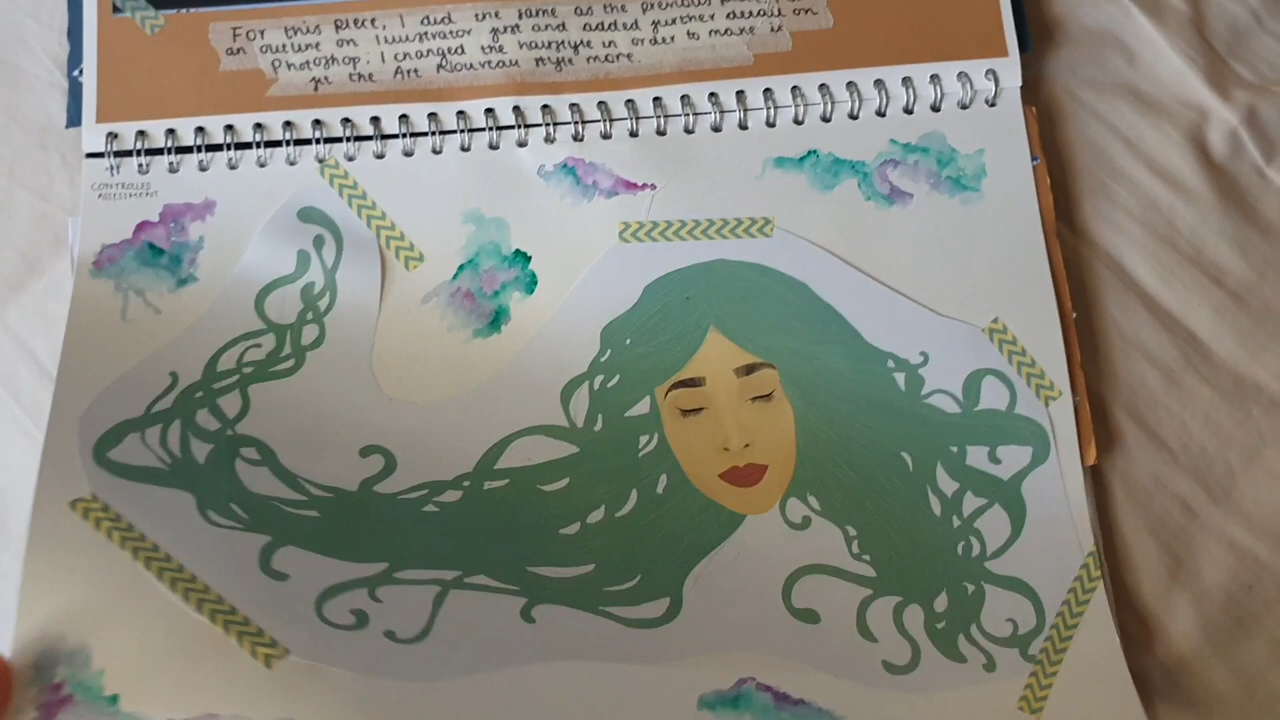 For this piece, I did the same as the previous
an outline on Illustrator first and added further detail on
Photoshop; I changed the hairstyle in order to make it
fit the Art Nouveau style more.
CONTROLLED
ASSESSMENT